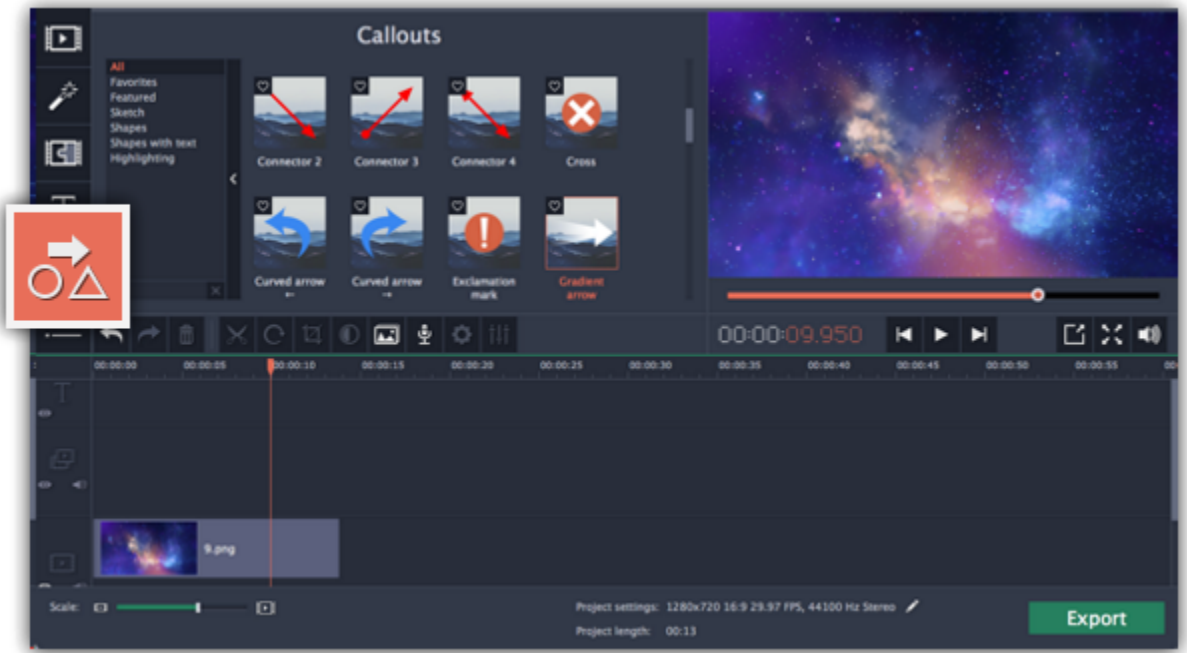 Callouts
All
Favorites
Featured
Sketch
Shapes
Shapes with text
Highlighting
Connector 2
Connector 3
Connector 4
Cross
Curved arrow
←
Curved arrow
→
Exclamation
mark
Gradient
arrow
00:00:09.950
00:00:00 00:00:05 00:00:10 00:00:15 00:00:20 00:00:25 00:00:30 00:00:35 00:00:40 00:00:45 00:00:50 00:00:55
9.png
Scale:
Project settings: 1280x720 16:9 29.97 FPS, 44100 Hz Stereo
Project length: 00:13
Export